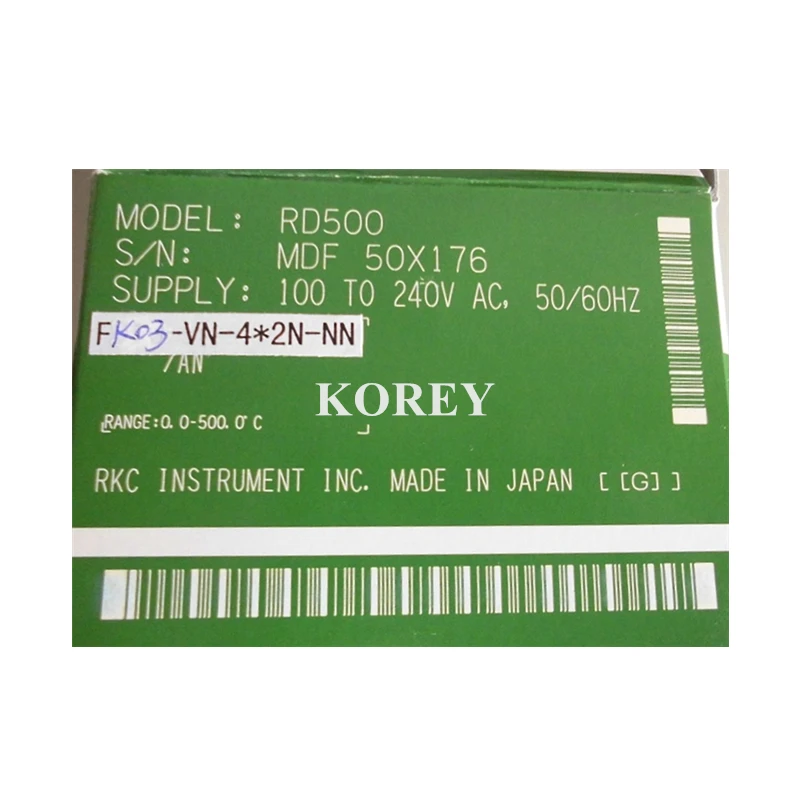 MODEL: RD500
S/N: MDF 50X176
SUPPLY: 100 TO 240V AC, 50/60HZ
FK03-VN-4*2N-NN
/AN
KOREY
RANGE:0.0-500.0°C
RKC INSTRUMENT INC. MADE IN JAPAN [[G]]